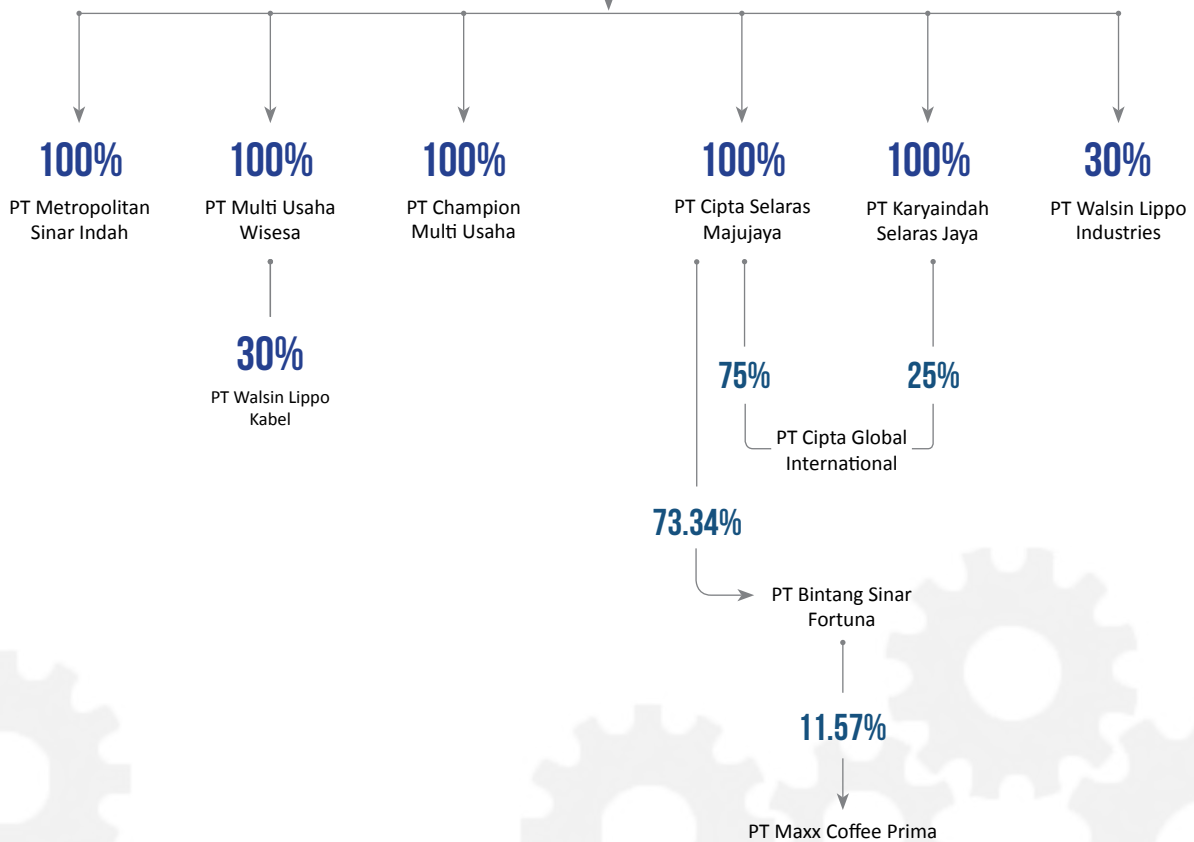 100%
PT Metropolitan
Sinar Indah
100%
PT Multi Usaha
Wisesa
100%
PT Champion
Multi Usaha
100%
PT Cipta Selaras
Majujaya
100%
PT Karyaindah
Selaras Jaya
30%
PT Walsin Lippo
Industries
30%
PT Walsin Lippo
Kabel
75%
25%
PT Cipta Global
International
73.34%
PT Bintang Sinar
Fortuna
11.57%
PT Maxx Coffee Prima